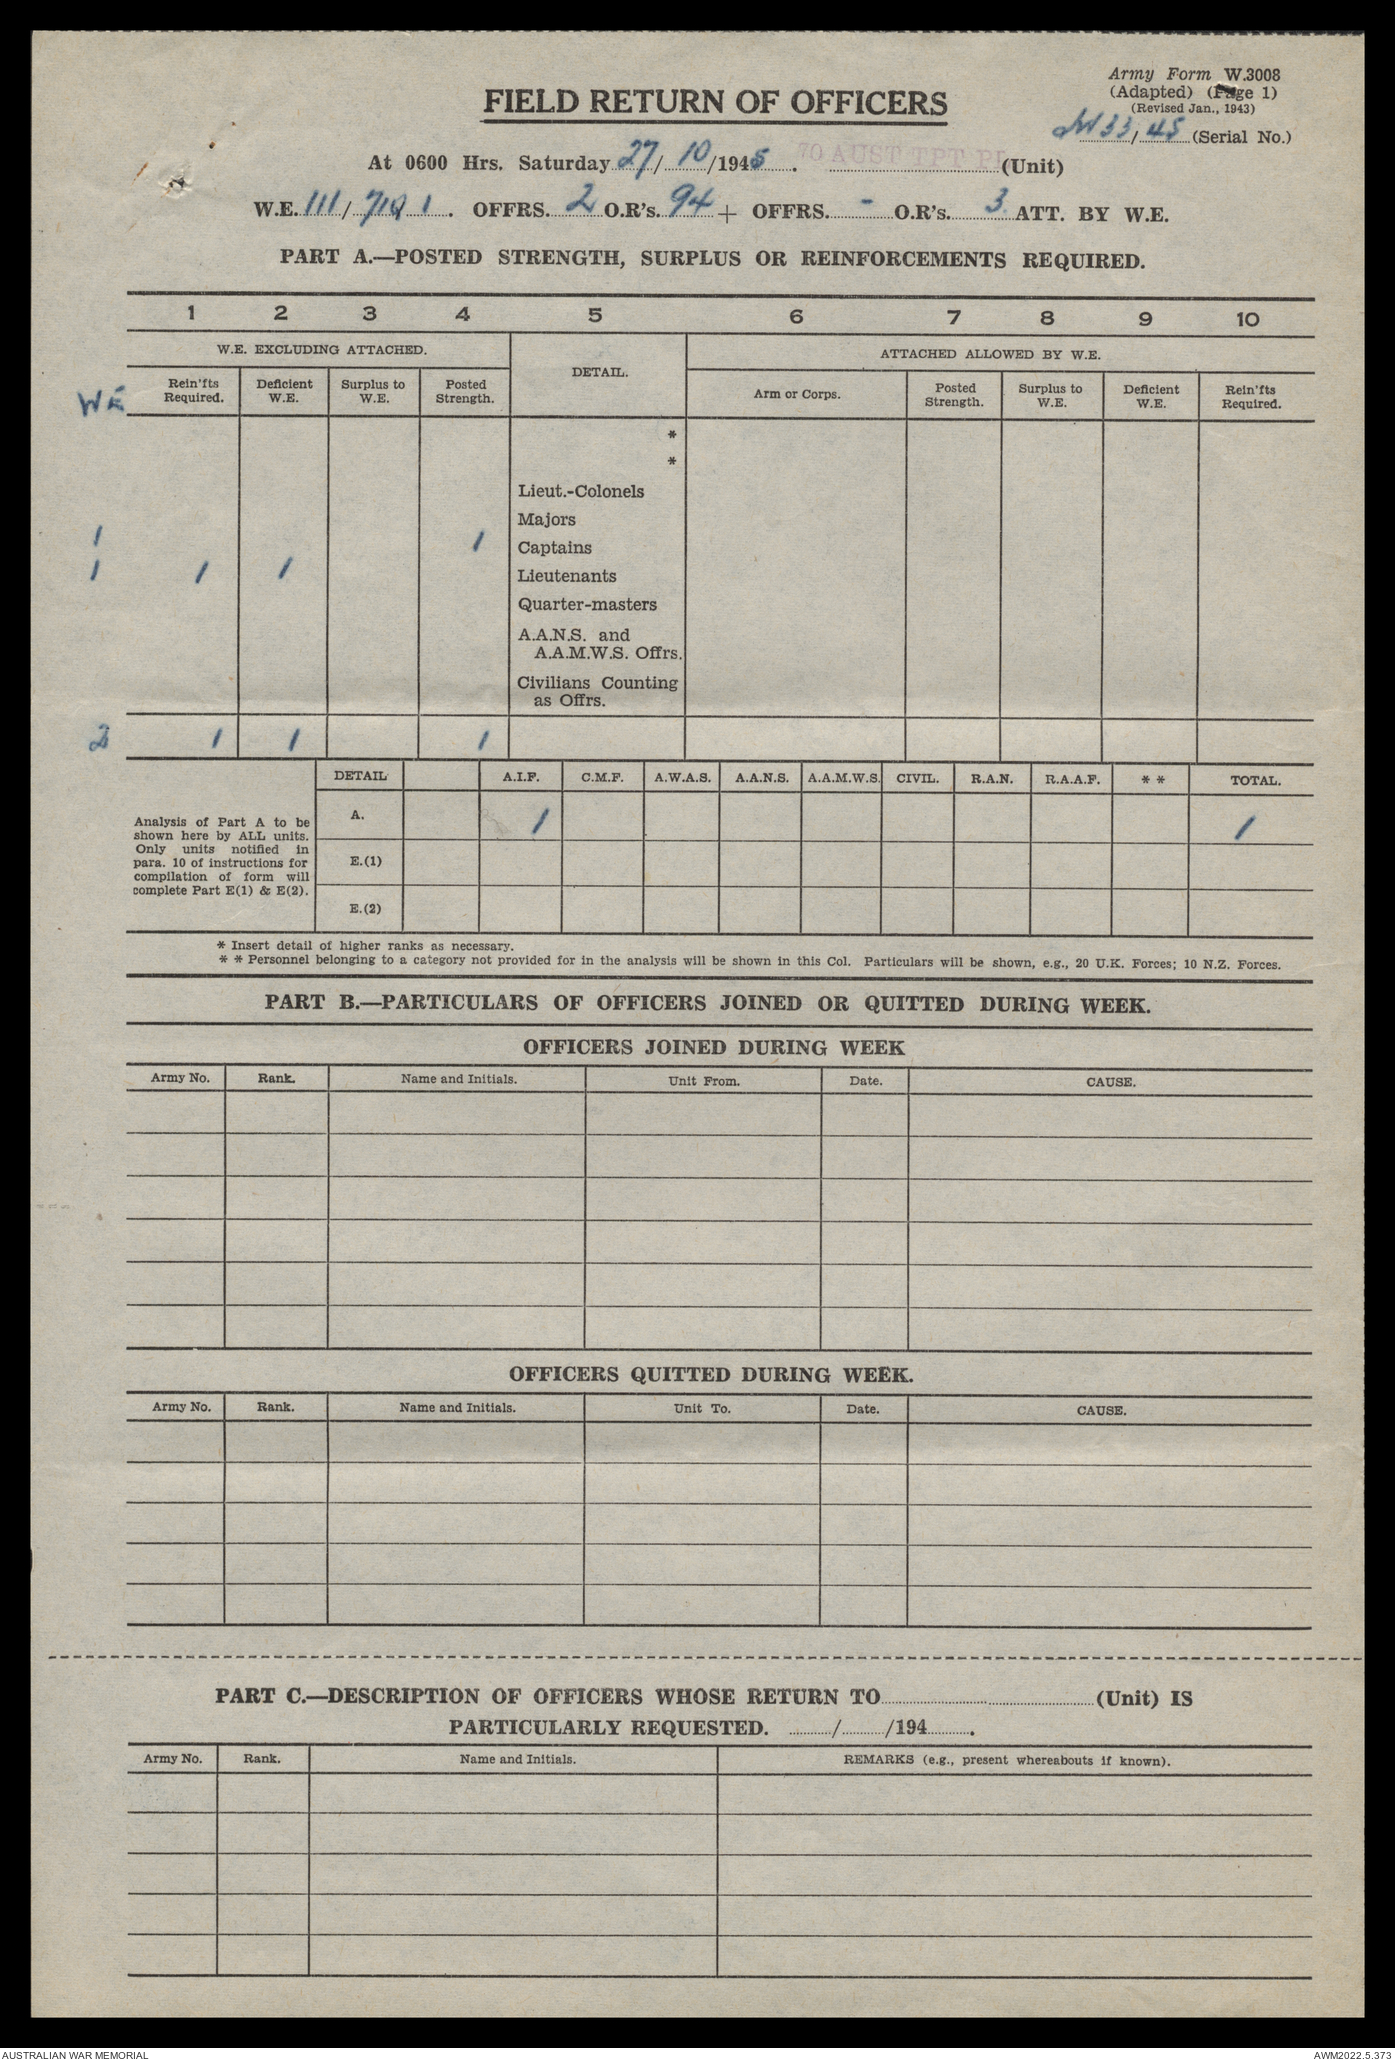 Army Form W.3008
(Adapted) (Page 1)
(Revised Jan., 1943)
FIELD RETURN OF OFFICERS
33/45 (Serial No.)
At 0600 Hrs. Saturday 27/10/1945. 70 AUST TPT PL (Unit)
W.E. 111/ 1. OFFRS. 2 O.R's. 94 + OFFRS. - O.R's. 3 ATT. BY W.E.
PART A.—POSTED STRENGTH, SURPLUS OR REINFORCEMENTS REQUIRED.
1 2 3 4 5 6 7 8 9 10
W.E. EXCLUDING ATTACHED. DETAIL. ATTACHED ALLOWED BY W.E.
WE Rein'fts Required. Deficient W.E. Surplus to W.E. Posted Strength. Arm or Corps. Posted Strength. Surplus to W.E. Deficient W.E. Rein'fts Required.
*
*
Lieut.-Colonels
Majors
1 1 Captains
1 1 1 Lieutenants
Quarter-masters
A.A.N.S. and
A.A.M.W.S. Offrs.
Civilians Counting
as Offrs.
2 1 1 1
DETAIL A.I.F. C.M.F. A.W.A.S. A.A.N.S. A.A.M.W.S. CIVIL. R.A.N. R.A.A.F. * * TOTAL.
A. 1 1
Analysis of Part A to be
shown here by ALL units.
Only units notified in
para. 10 of instructions for
compilation of form will
complete Part E(1) & E(2).
E.(1)
E.(2)
* Insert detail of higher ranks as necessary.
* * Personnel belonging to a category not provided for in the analysis will be shown in this Col. Particulars will be shown, e.g., 20 U.K. Forces; 10 N.Z. Forces.
PART B.—PARTICULARS OF OFFICERS JOINED OR QUITTED DURING WEEK.
OFFICERS JOINED DURING WEEK
Army No. Rank. Name and Initials. Unit From. Date. CAUSE.
OFFICERS QUITTED DURING WEEK.
Army No. Rank. Name and Initials. Unit To. Date. CAUSE.
PART C.—DESCRIPTION OF OFFICERS WHOSE RETURN TO (Unit) IS
PARTICULARLY REQUESTED. / /194 .
Army No. Rank. Name and Initials. REMARKS (e.g., present whereabouts if known).
AUSTRALIAN WAR MEMORIAL AWM2022.5.373